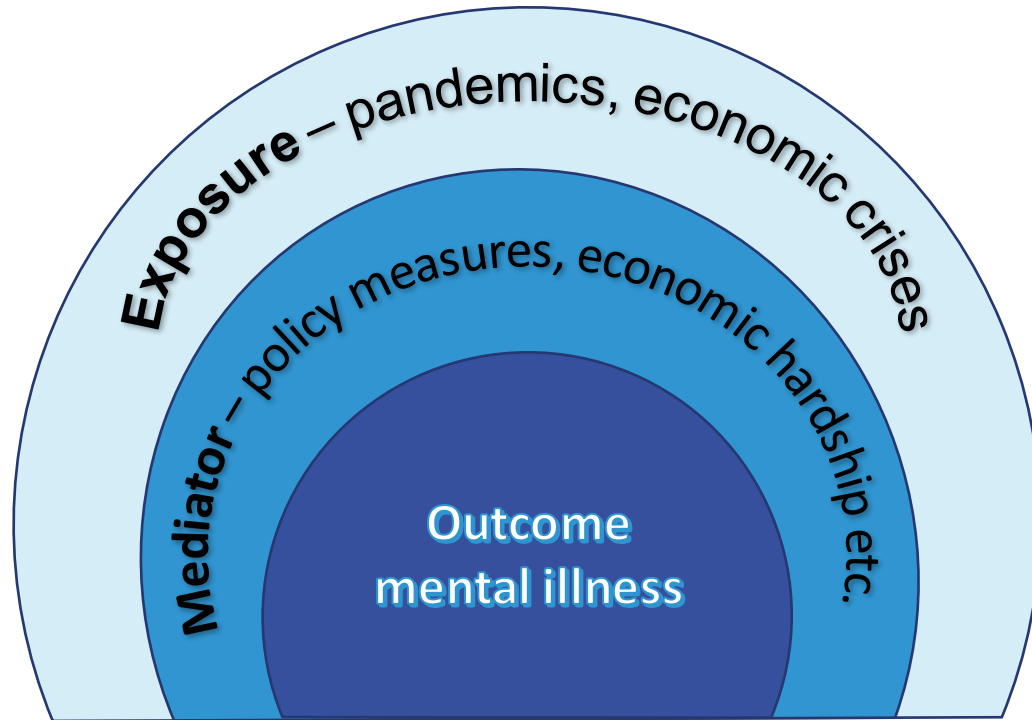 Exposure – pandemics, economic crises
Mediator – policy measures, economic hardship etc.
Outcome
mental illness